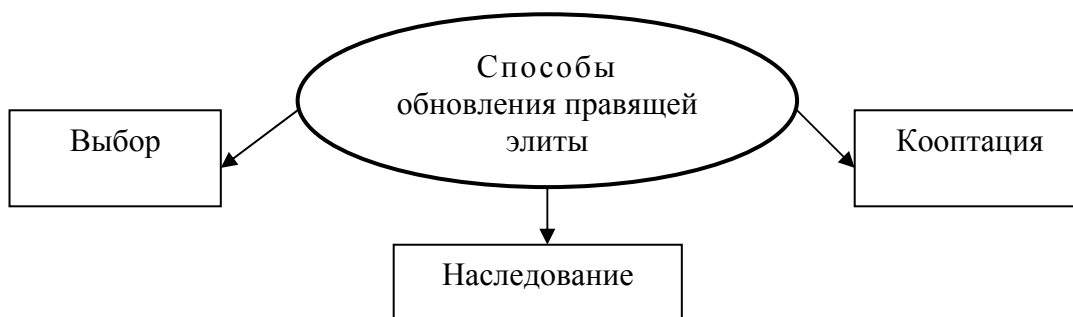 Способы
обновления правящей
элиты
Выбор
Кооптация
Наследование